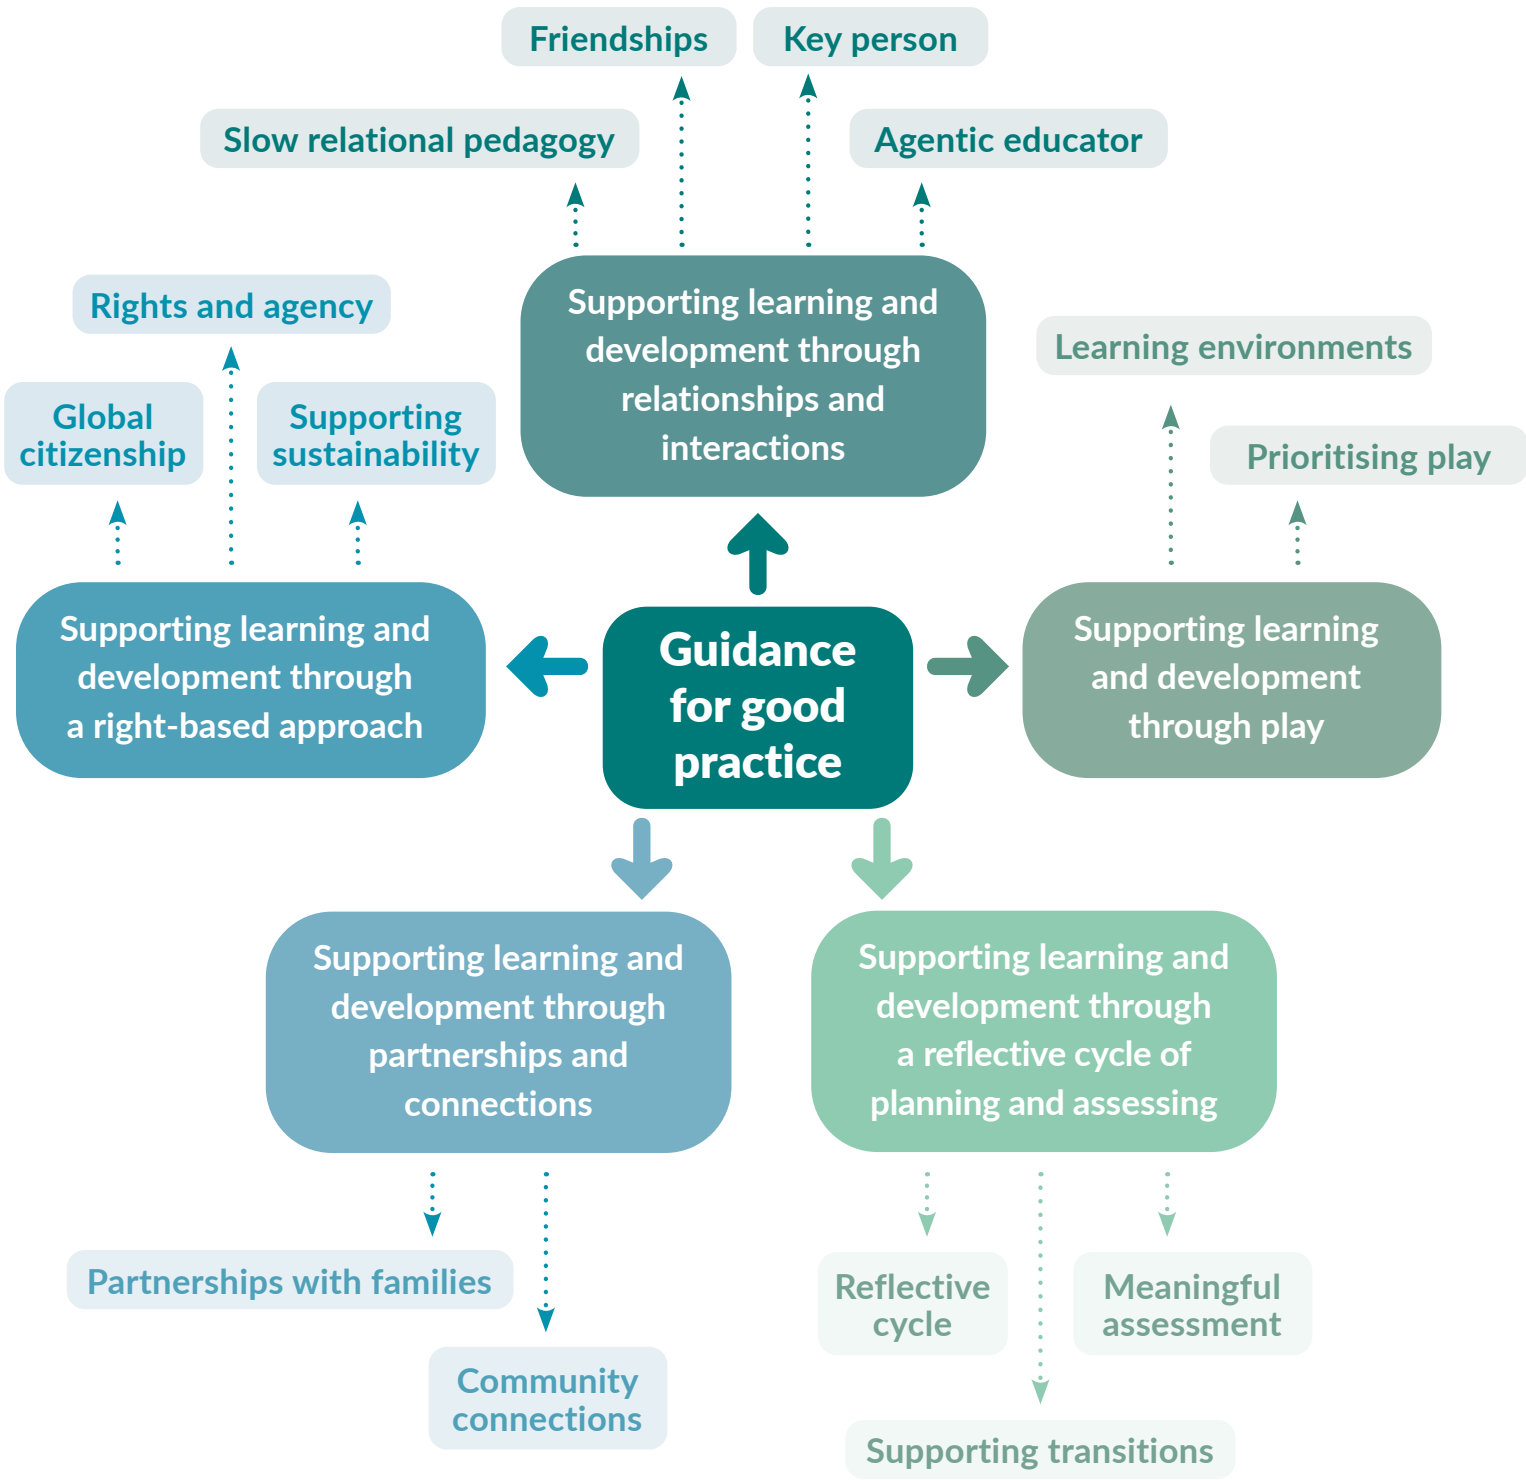 Friendships
Key person
Slow relational pedagogy
Agentic educator
Supporting learning and
development through
relationships and
interactions
Rights and agency
Global
citizenship
Supporting
sustainability
Supporting learning and
development through
a right-based approach
Learning environments
Prioritising play
Supporting learning
and development
through play
Guidance
for good
practice
Supporting learning and
development through
partnerships and
connections
Partnerships with families
Community
connections
Supporting learning and
development through
a reflective cycle of
planning and assessing
Reflective
cycle
Meaningful
assessment
Supporting transitions